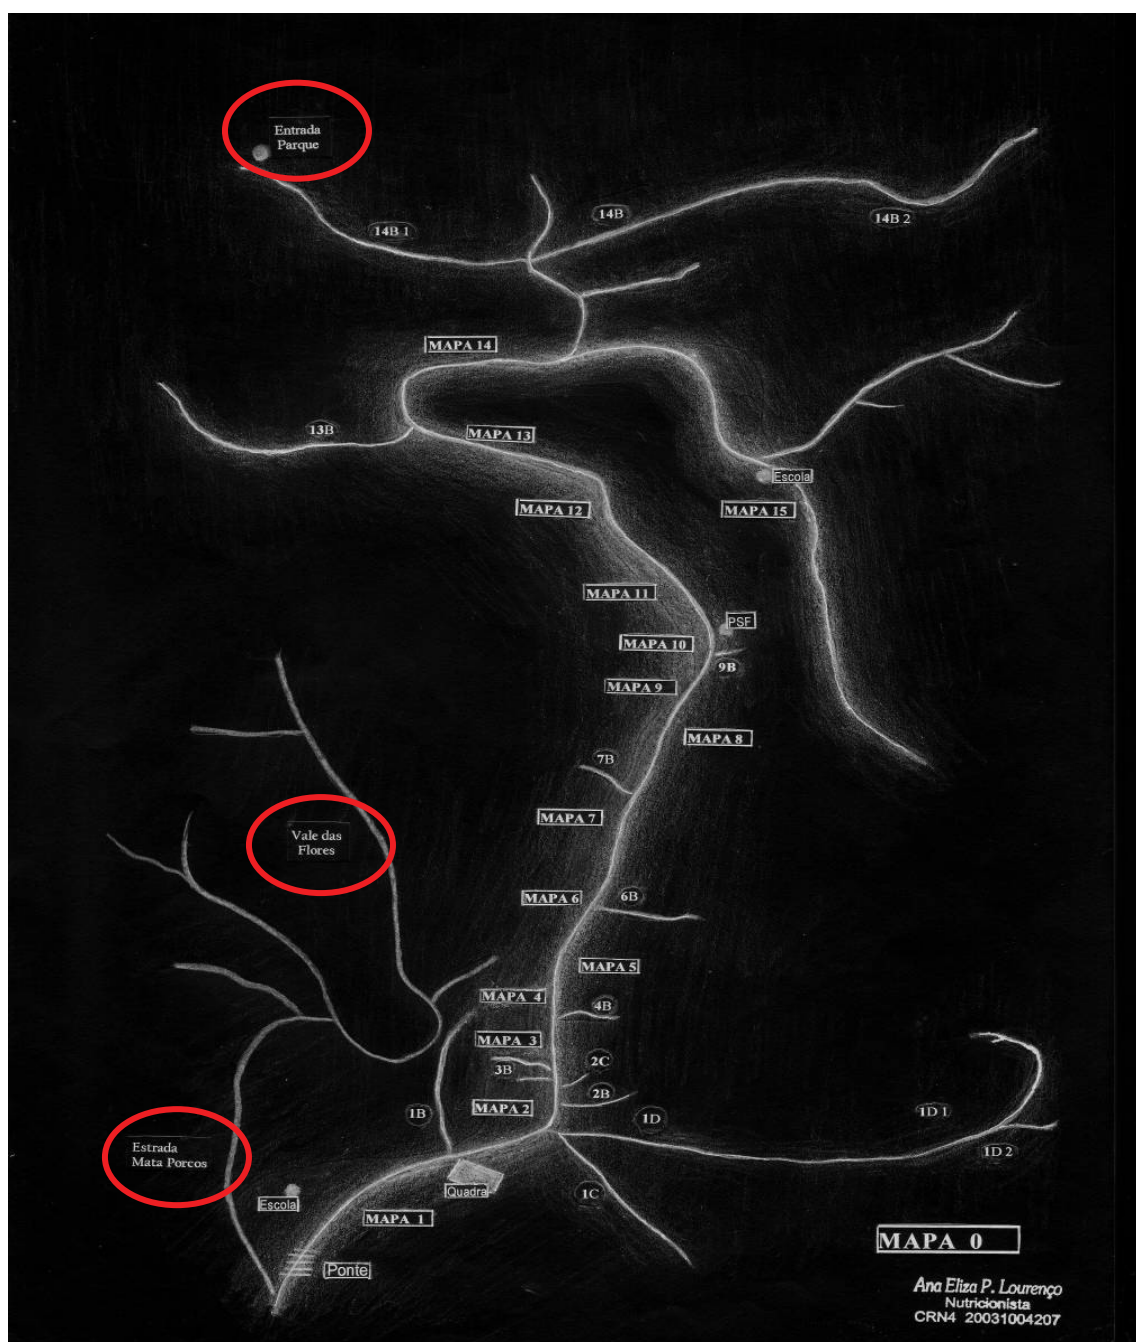 Entrada
Parque
14B
14B 2
14B 1
MAPA 14
13B
MAPA 13
Escola
MAPA 12
MAPA 15
MAPA 11
PSF
MAPA 10
9B
MAPA 9
MAPA 8
7B
MAPA 7
Vale das
Flores
MAPA 6
6B
MAPA 5
MAPA 4
4B
MAPA 3
2C
3B
2B
MAPA 2
1B
1D
1D 1
Estrada
Mata Porcos
1D 2
Quadra
1C
Escola
MAPA 1
MAPA 0
Ponte
Ana Eliza P. Lourenço
Nutricionista
CRN4 20031004207